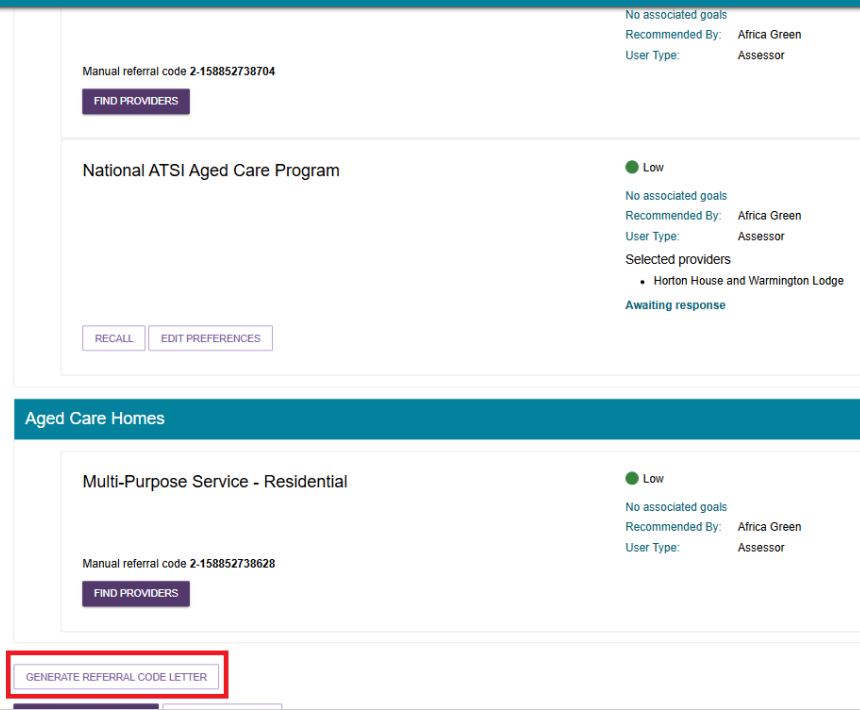 No associated goals
Recommended By: Africa Green
User Type: Assessor
Manual referral code 2-158852738704
FIND PROVIDERS
National ATSI Aged Care Program
Low
No associated goals
Recommended By: Africa Green
User Type: Assessor
Selected providers
• Horton House and Warmington Lodge
Awaiting response
RECALL EDIT PREFERENCES
Aged Care Homes
Multi-Purpose Service - Residential
Low
No associated goals
Recommended By: Africa Green
User Type: Assessor
Manual referral code 2-158852738628
FIND PROVIDERS
GENERATE REFERRAL CODE LETTER